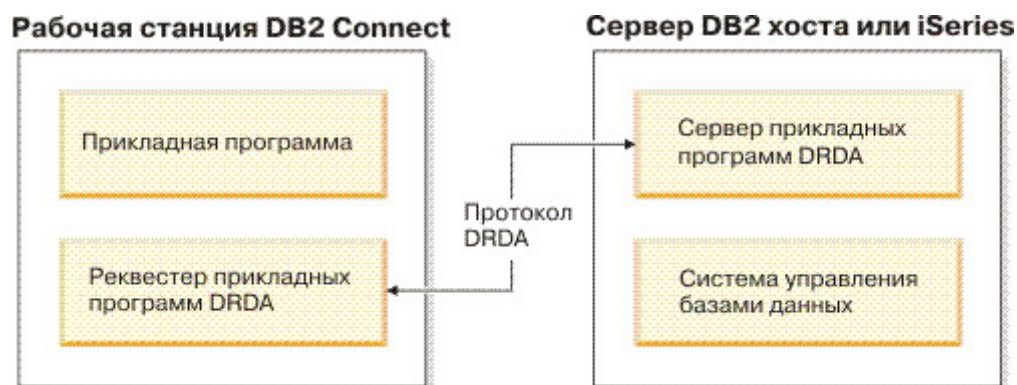 Рабочая станция DB2 Connect
Прикладная программа
Реквестер прикладных
программ DRDA
Протокол
DRDA
Сервер DB2 хоста или iSeries
Сервер прикладных
программ DRDA
Система управления
базами данных